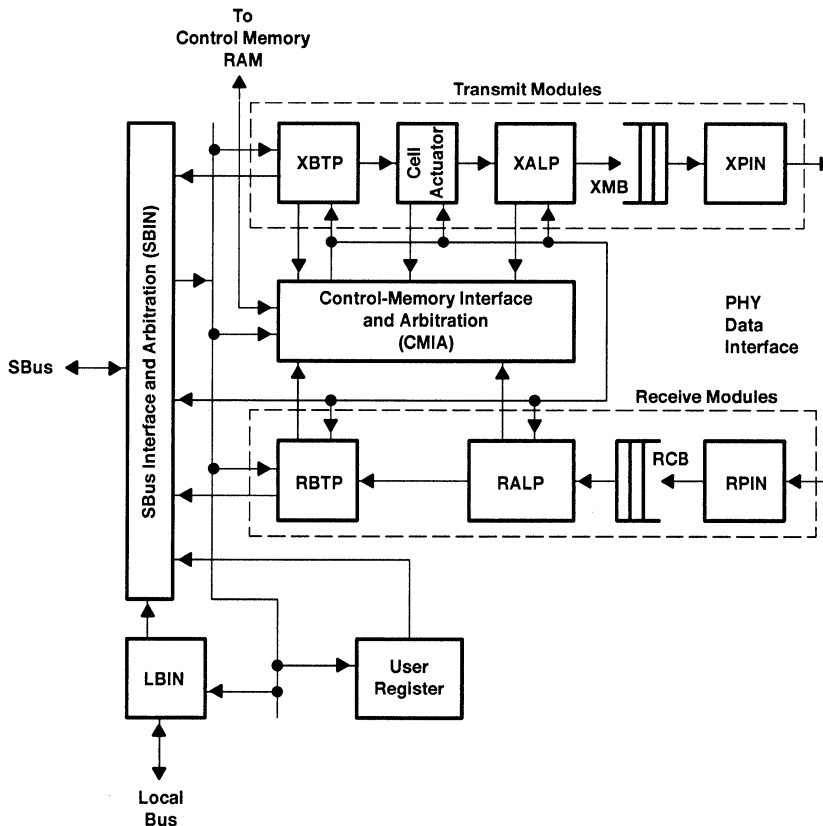 To
Control Memory
RAM
Transmit Modules
XBTP
Cell
Actuator
XALP
XMB
XPIN
SBus Interface and Arbitration (SBIN)
Control-Memory Interface
and Arbitration
(CMIA)
PHY
Data
Interface
SBus
Receive Modules
RBTP
RALP
RCB
RPIN
LBIN
User
Register
Local
Bus